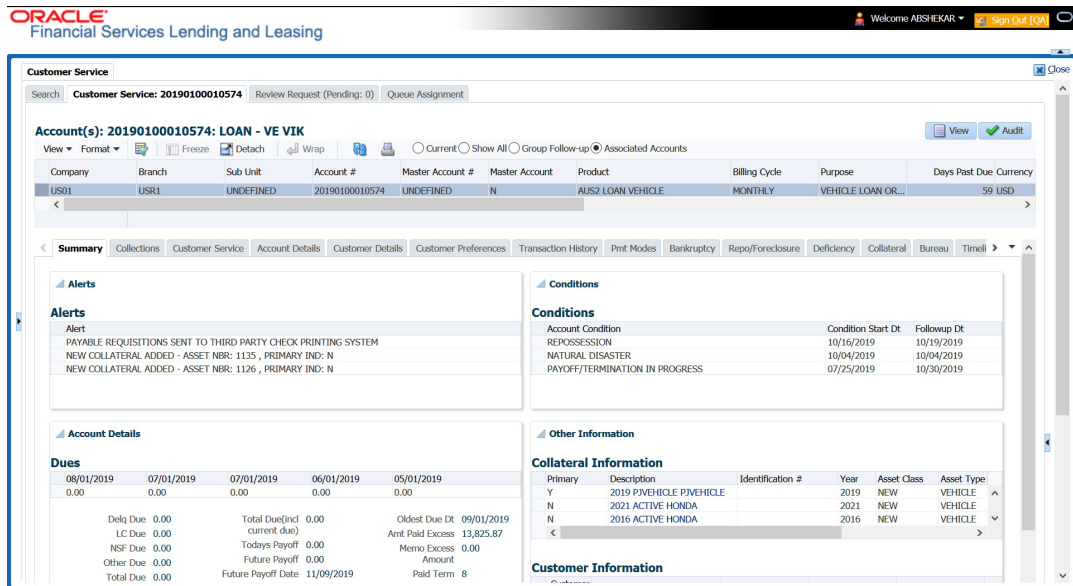 ORACLE®
Financial Services Lending and Leasing
Welcome ABSHEKAR
Sign Out [QA]
Customer Service
Close
Search Customer Service: 20190100010574 Review Request (Pending: 0) Queue Assignment
Account(s): 20190100010574: LOAN - VE VIK
View Audit
View Format Freeze Detach Wrap Current Show All Group Follow-up Associated Accounts
Company Branch Sub Unit Account # Master Account # Master Account Product Billing Cycle Purpose Days Past Due Currency
US01 USR1 UNDEFINED 20190100010574 UNDEFINED N AUS2 LOAN VEHICLE MONTHLY VEHICLE LOAN OR... 59 USD
Summary Collections Customer Service Account Details Customer Details Customer Preferences Transaction History Pmt Modes Bankruptcy Repo/Foreclosure Deficiency Collateral Bureau Timeli
Alerts
Alerts
Alert
PAYABLE REQUISITIONS SENT TO THIRD PARTY CHECK PRINTING SYSTEM
NEW COLLATERAL ADDED - ASSET NBR: 1135 , PRIMARY IND: N
NEW COLLATERAL ADDED - ASSET NBR: 1126 , PRIMARY IND: N
Conditions
Conditions
Account Condition Condition Start Dt Followup Dt
REPOSSESSION 10/16/2019 10/19/2019
NATURAL DISASTER 10/04/2019 10/04/2019
PAYOFF/TERMINATION IN PROGRESS 07/25/2019 10/30/2019
Account Details
Dues
08/01/2019 07/01/2019 07/01/2019 06/01/2019 05/01/2019
0.00 0.00 0.00 0.00 0.00
Delq Due 0.00
LC Due 0.00
NSF Due 0.00
Other Due 0.00
Total Due 0.00
Total Due(incl current due) 0.00
Todays Payoff 0.00
Future Payoff 0.00
Future Payoff Date 11/09/2019
Oldest Due Dt 09/01/2019
Amt Paid Excess 13,825.87
Memo Excess Amount 0.00
Paid Term 8
Other Information
Collateral Information
Primary Description Identification # Year Asset Class Asset Type
Y 2019 PJVEHICLE PJVEHICLE 2019 NEW VEHICLE
N 2021 ACTIVE HONDA 2021 NEW VEHICLE
N 2016 ACTIVE HONDA 2016 NEW VEHICLE
Customer Information
Customer